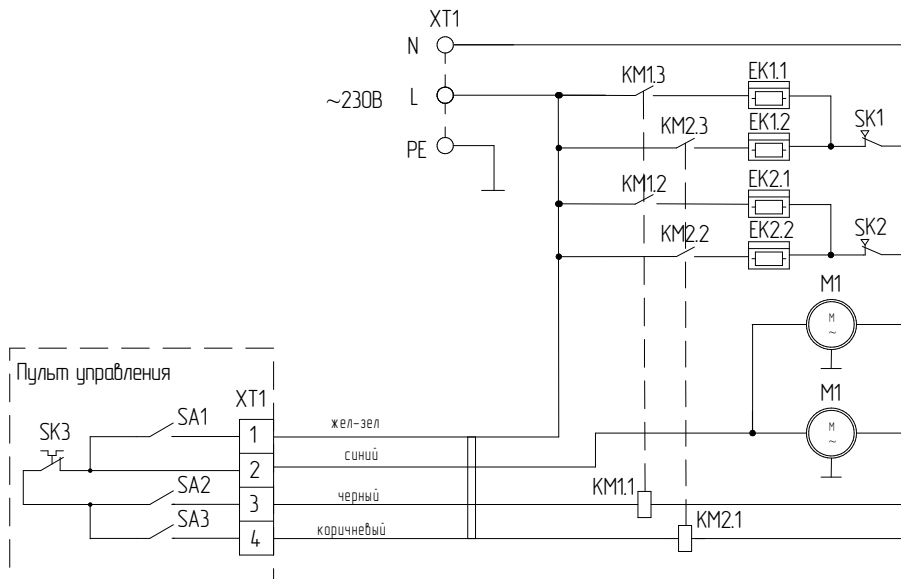 XT1
N
KM1.3
EK1.1
~230В
L
SK1
KM2.3
EK1.2
PE
KM1.2
EK2.1
SK2
KM2.2
EK2.2
M1
M
~
Пульт управления
XT1
M1
SA1
1
жел-зел
M
~
SK3
2
синий
SA2
3
черный
KM1.1
SA3
4
коричневый
KM2.1